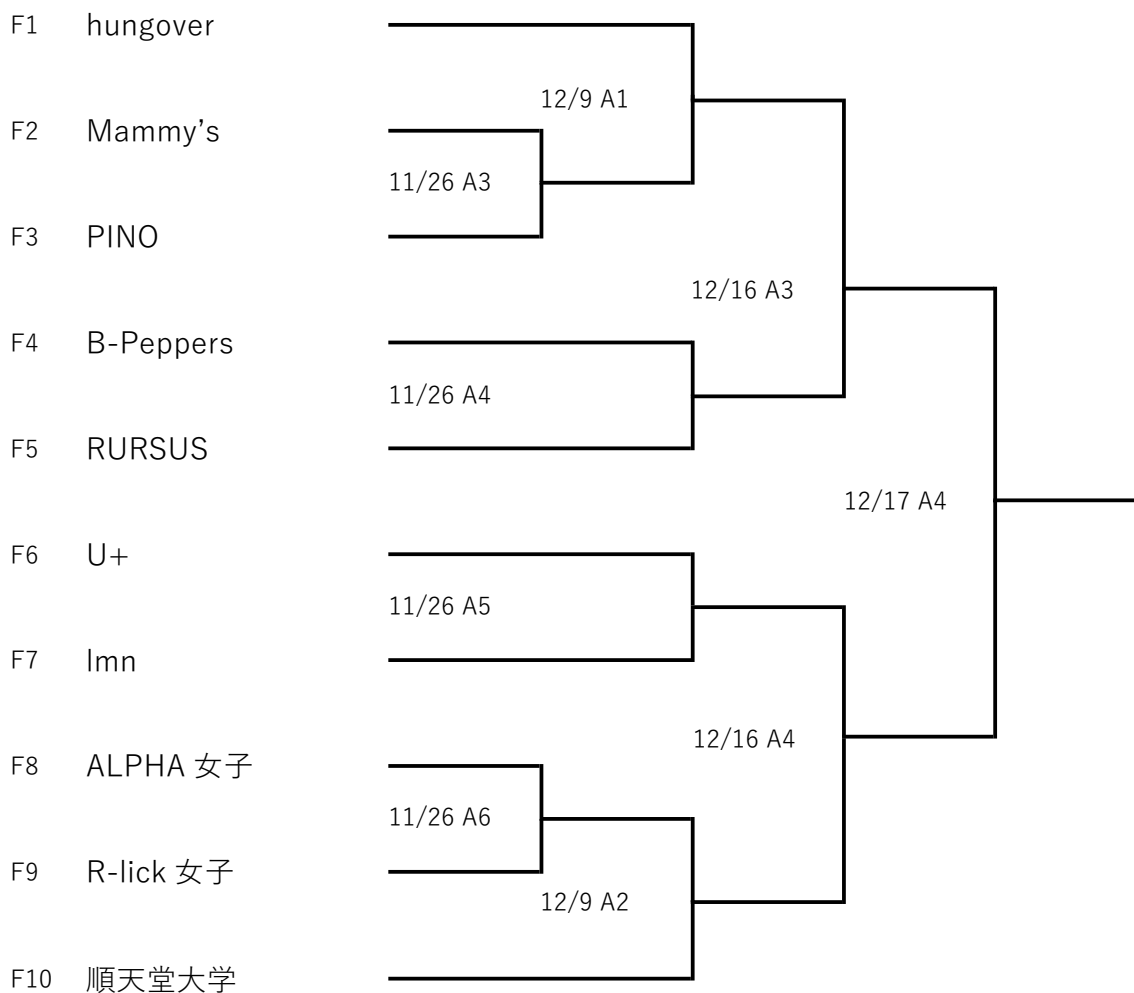 F1 hungover
12/9 A1
F2 Mammy’s
11/26 A3
F3 PINO
12/16 A3
F4 B-Peppers
11/26 A4
F5 RURSUS
12/17 A4
F6 U+
11/26 A5
F7 lmn
12/16 A4
F8 ALPHA 女子
11/26 A6
F9 R-lick 女子
12/9 A2
F10 順天堂大学